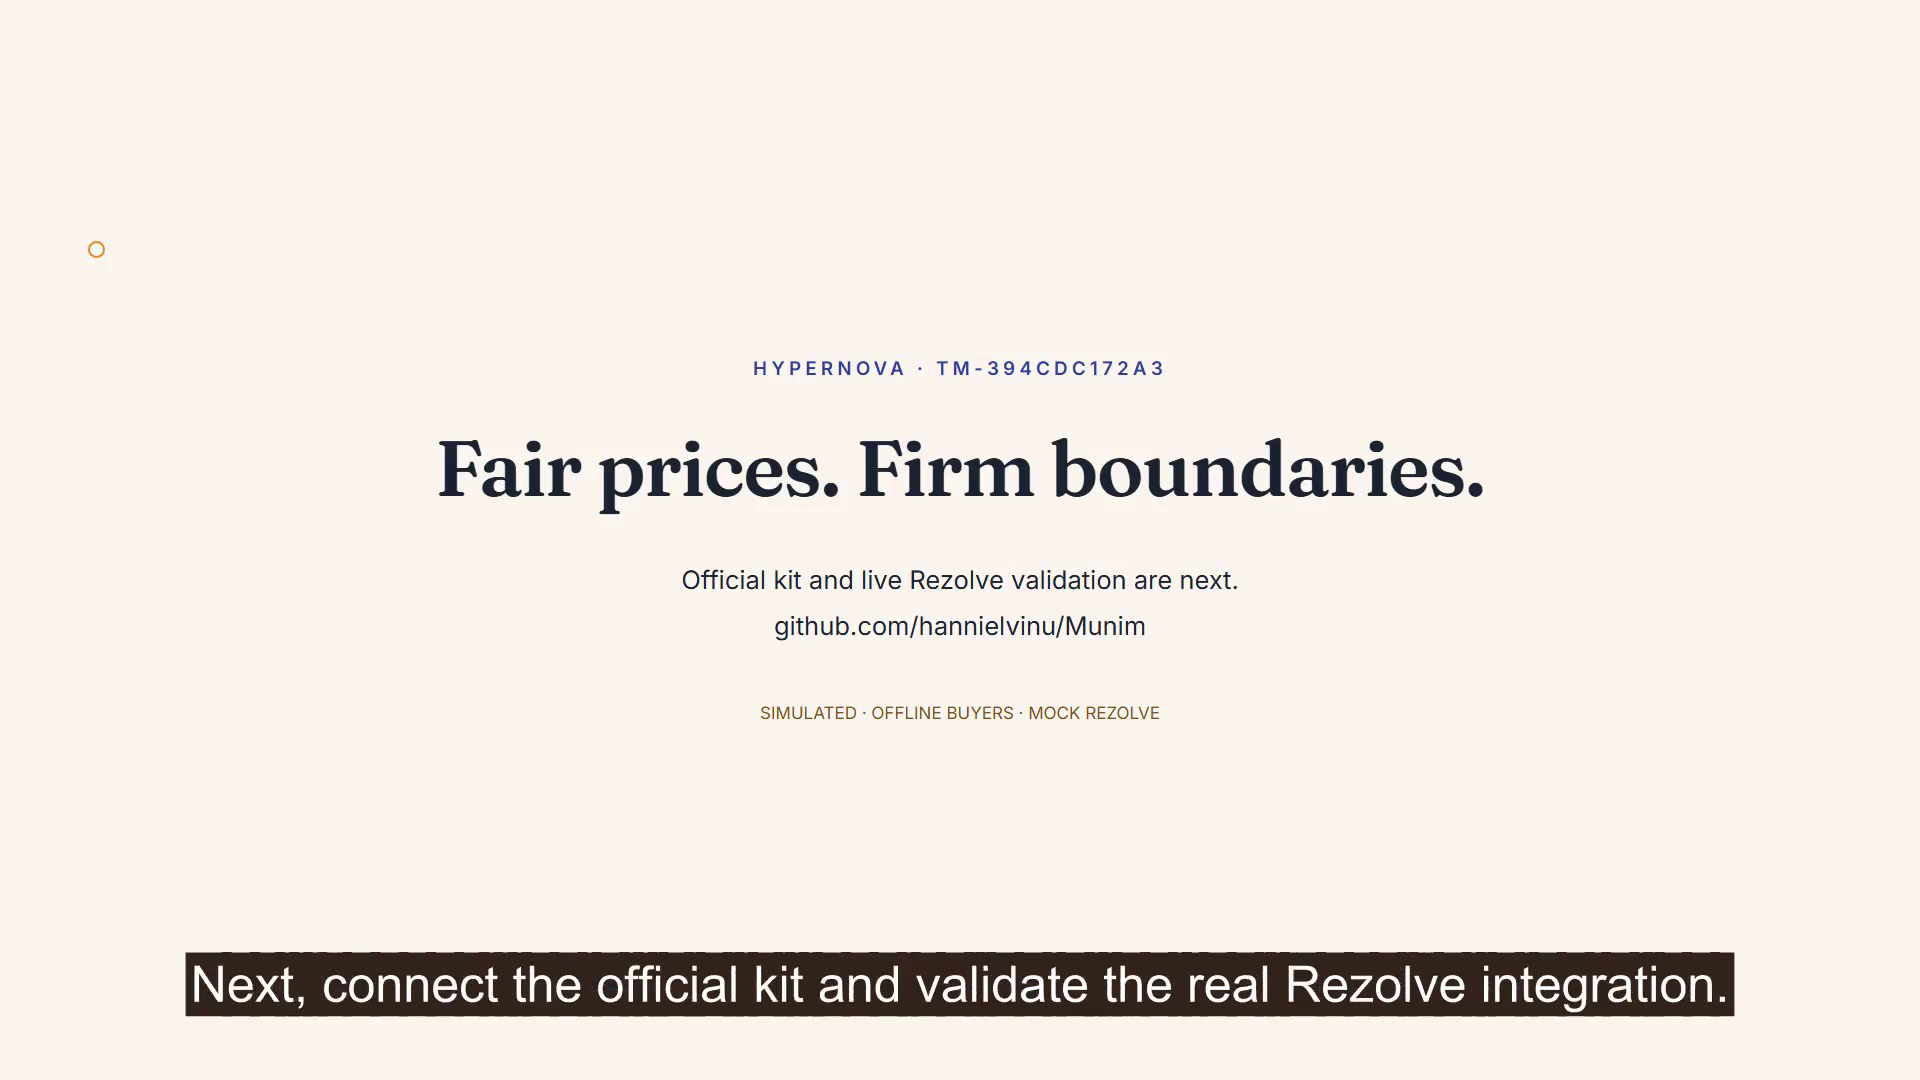 HYPERNOVA · TM-394CDC172A3
Fair prices. Firm boundaries.
Official kit and live Rezolve validation are next.
github.com/hannielvinu/Munim
SIMULATED · OFFLINE BUYERS · MOCK REZOLVE
Next, connect the official kit and validate the real Rezolve integration.